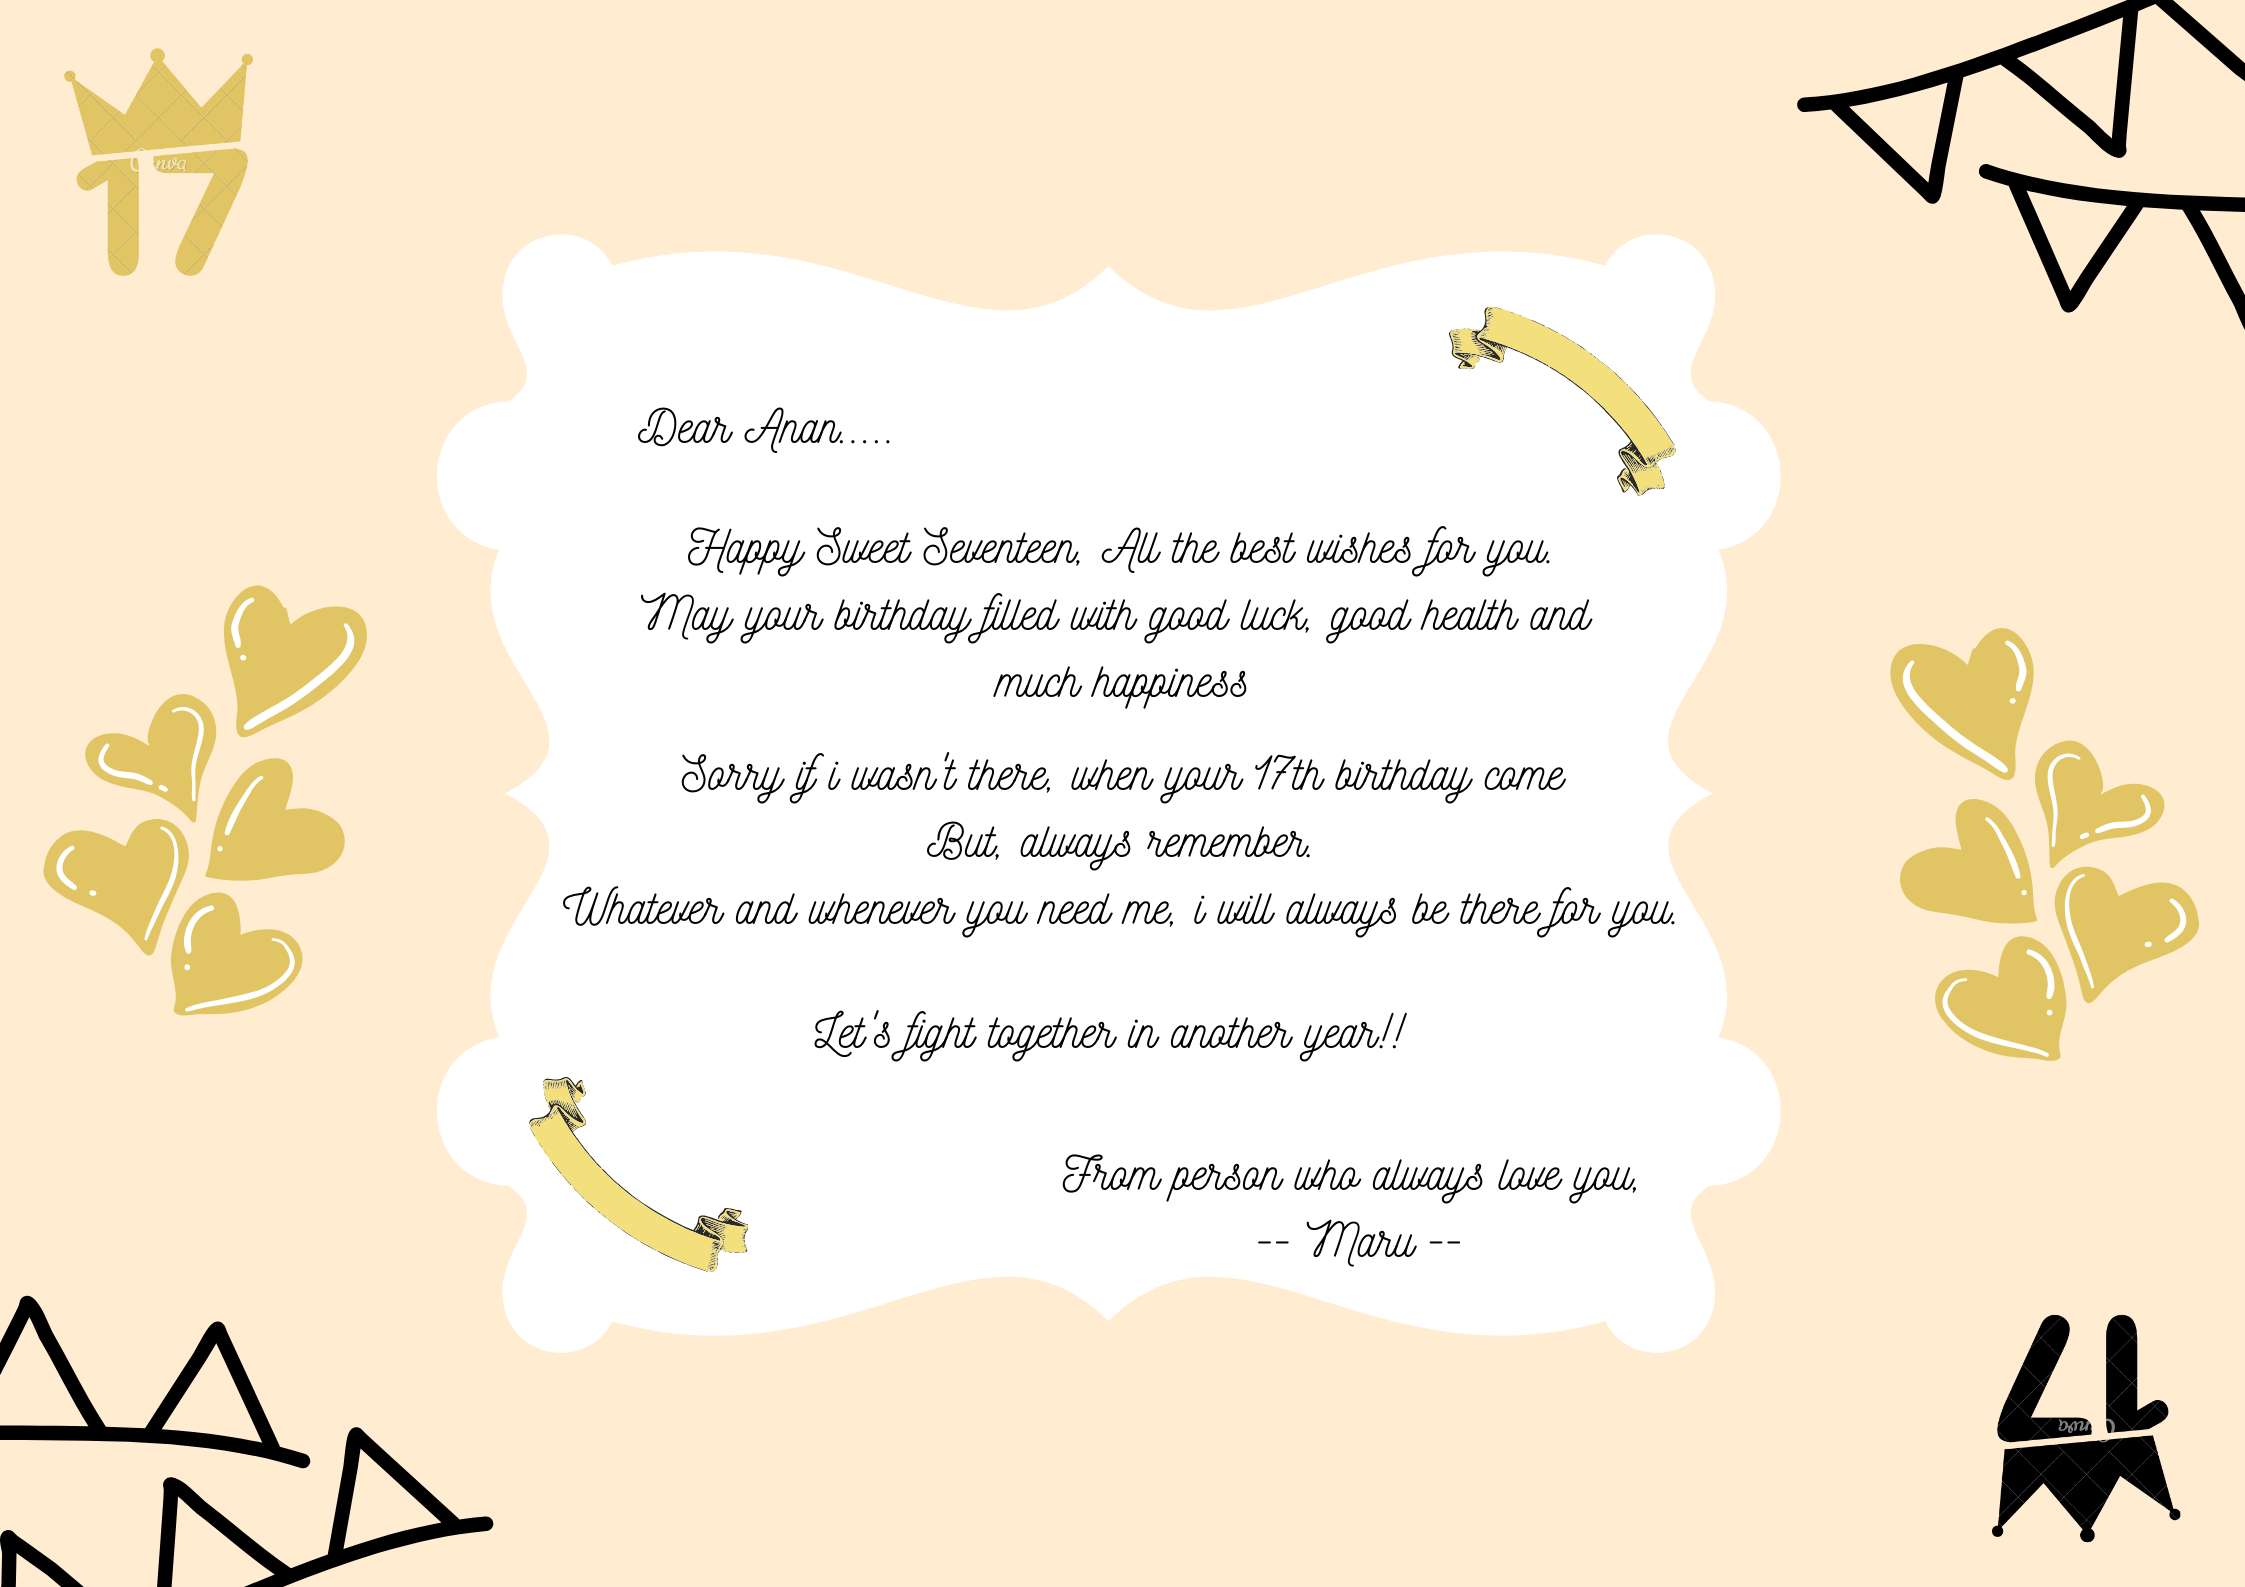 17
Canva
Dear Anan.....
Happy Sweet Seventeen, All the best wishes for you.
May your birthday filled with good luck, good health and
much happiness
Sorry if i wasn't there, when your 17th birthday come
But, always remember.
Whatever and whenever you need me, i will always be there for you.
Let's fight together in another year!!
From person who always love you,
-- Maru --
17
Canva